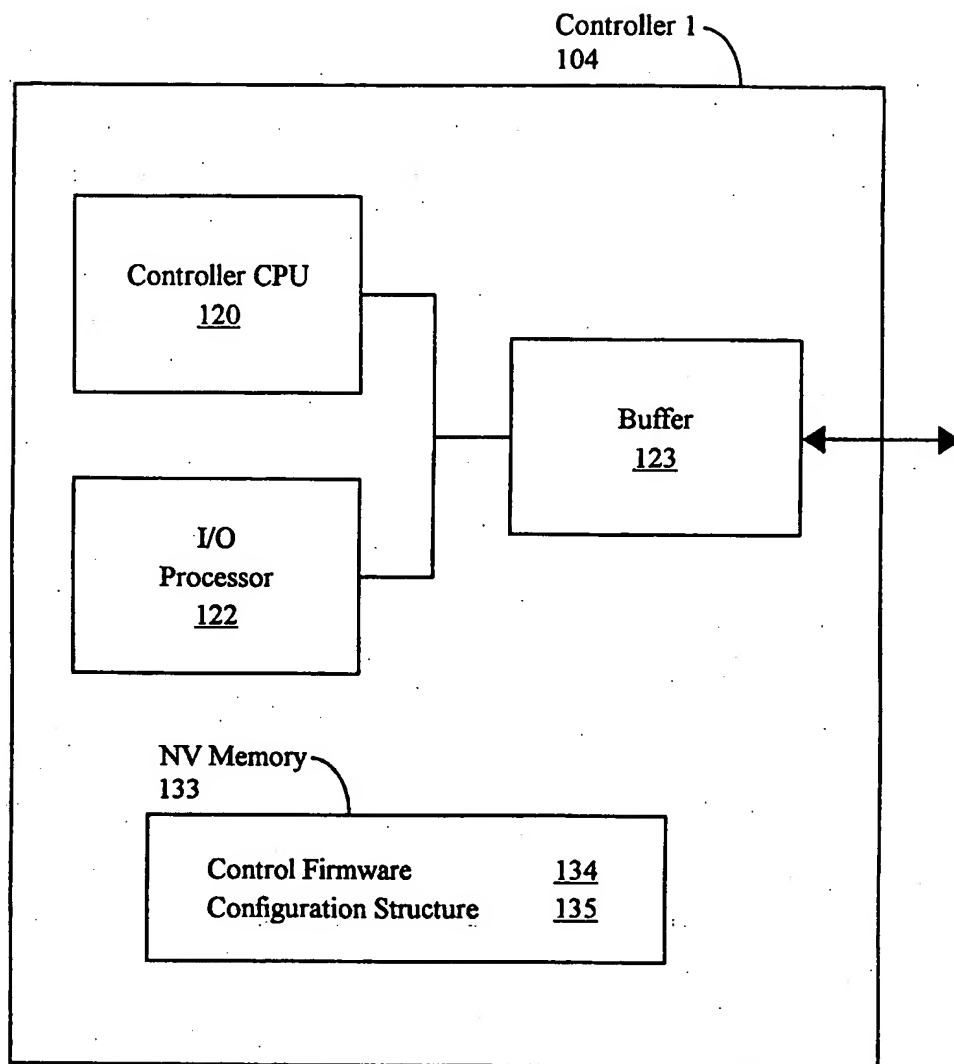 Controller 1
104
Controller CPU
120
Buffer
123
I/O
Processor
122
NV Memory
133
Control Firmware 134
Configuration Structure 135